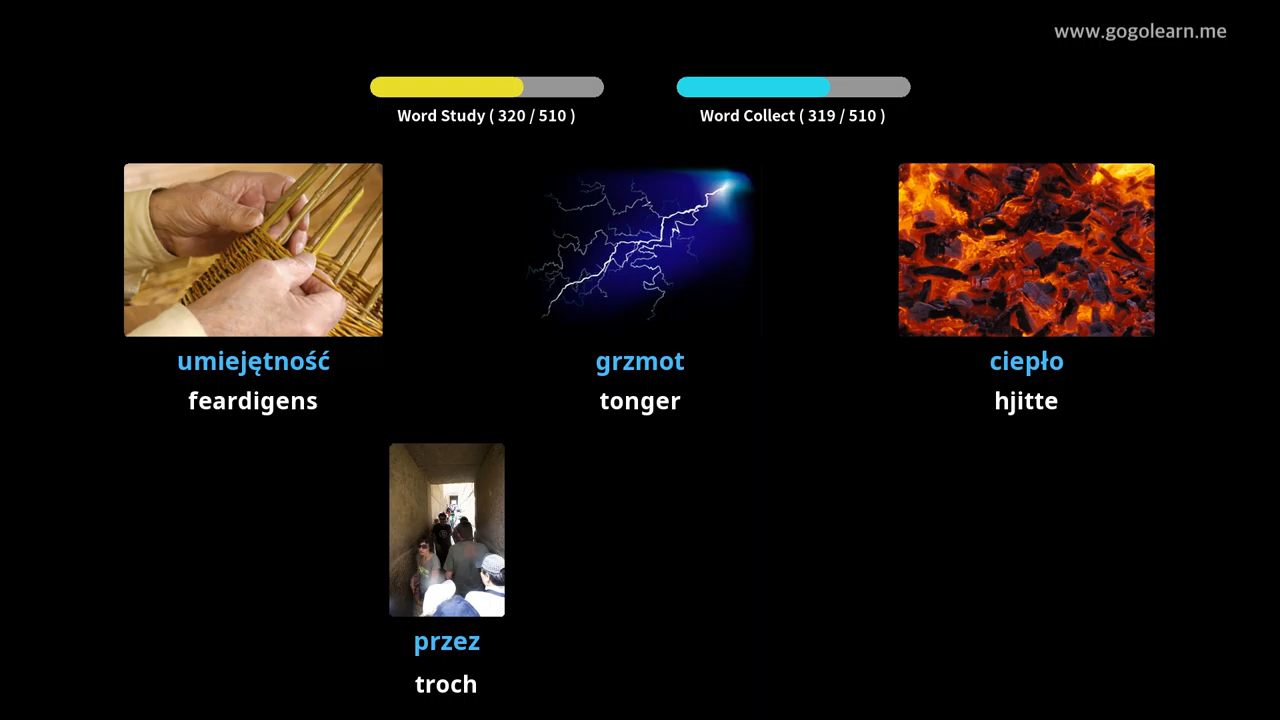 www.gogolearn.me
Word Study ( 320 / 510 )
Word Collect ( 319 / 510 )
umiejętność
feardigens
grzmot
tonger
ciepło
hjitte
przez
troch